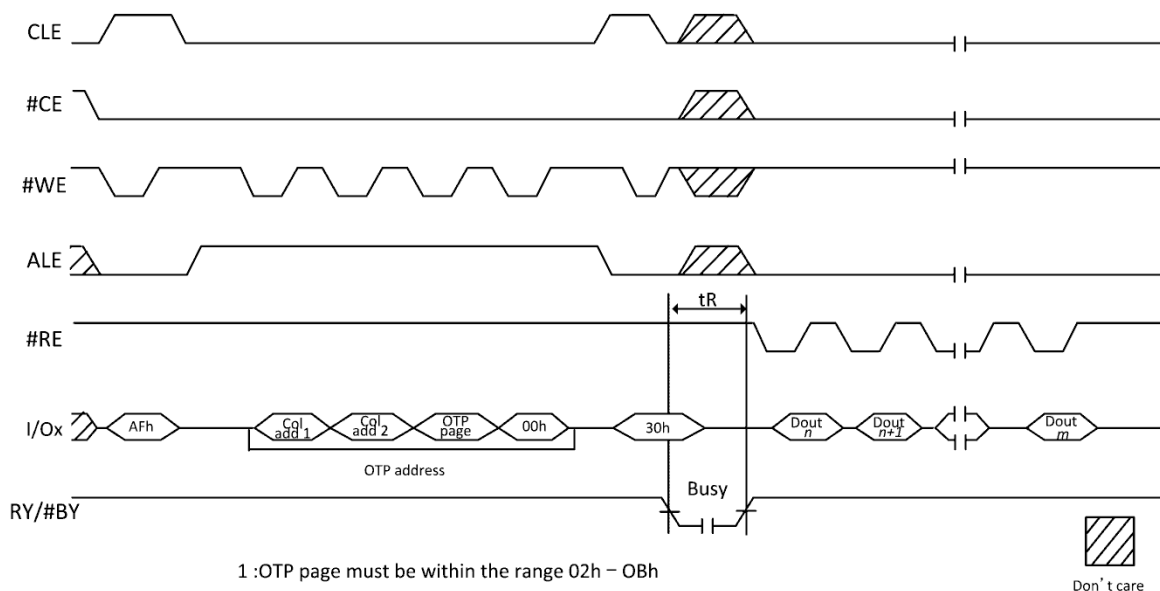 CLE
#CE
#WE
ALE
tR
#RE
I/Ox
AFh
Col add 1
Col add 2
OTP page
00h
30h
Dout n
Dout n+1
Dout m
OTP address
Busy
RY/#BY
1 :OTP page must be within the range 02h – OBh
Don't care